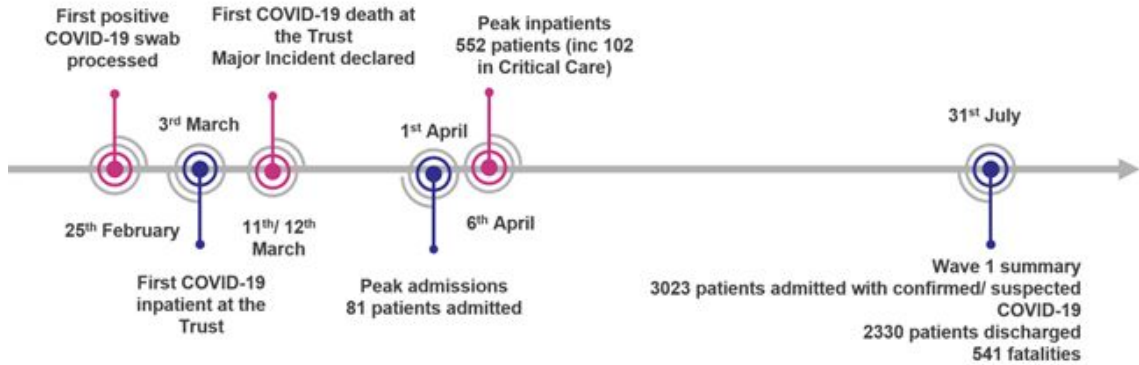 First positive
COVID-19 swab
processed
25th February
3rd March
First COVID-19
inpatient at the
Trust
First COVID-19 death at
the Trust
Major Incident declared
11th/ 12th
March
1st April
Peak admissions
81 patients admitted
Peak inpatients
552 patients (inc 102
in Critical Care)
6th April
31st July
Wave 1 summary
3023 patients admitted with confirmed/ suspected
COVID-19
2330 patients discharged
541 fatalities